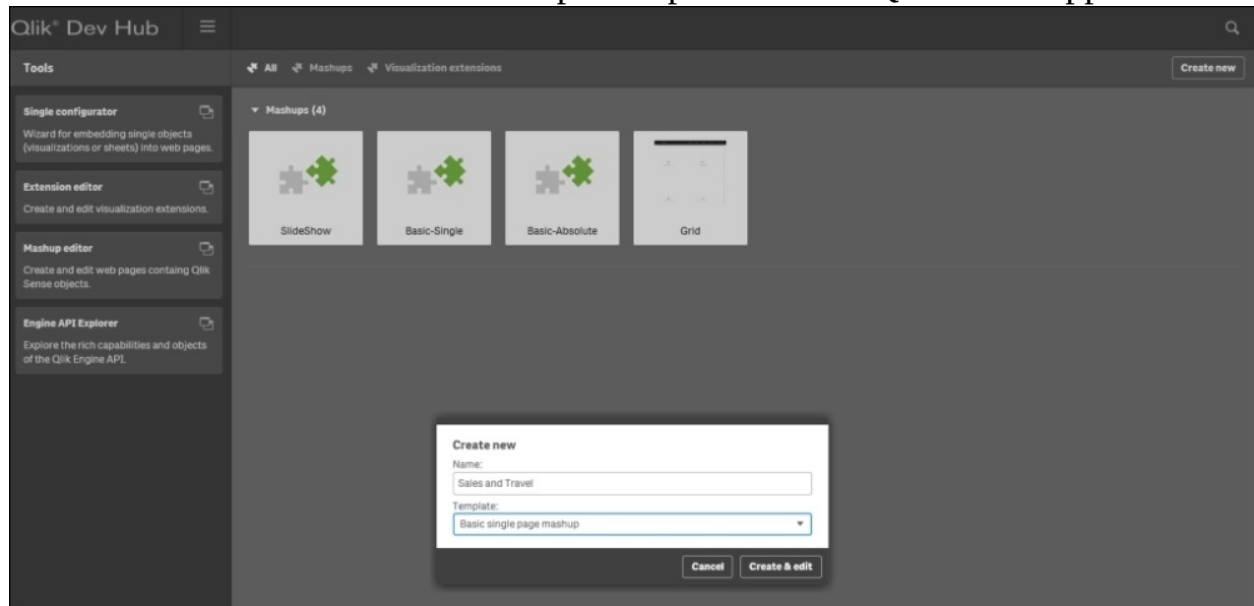 Qlik® Dev Hub
Tools
All
Mashups
Visualization extensions
Create new
Single configurator
Wizard for embedding single objects
(visualizations or sheets) into web pages.
Extension editor
Create and edit visualization extensions.
Mashup editor
Create and edit web pages containg Qlik
Sense objects.
Engine API Explorer
Explore the rich capabilities and objects
of the Qlik Engine API.
Mashups (4)
SlideShow
Basic-Single
Basic-Absolute
Grid
Create new
Name:
Sales and Travel
Template:
Basic single page mashup
Cancel
Create & edit